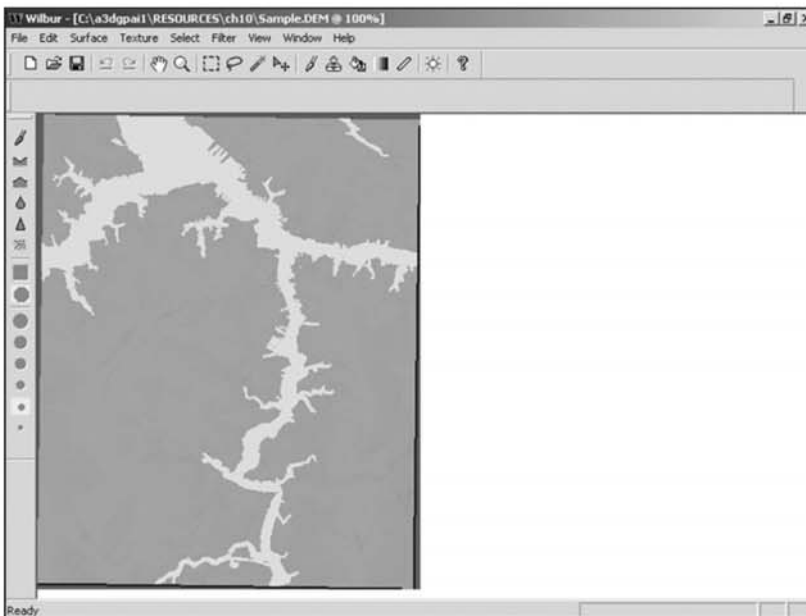 Wilbur - [C:\a3dgpai1\RESOURCES\ch10\Sample.DEM @ 100%]
File Edit Surface Texture Select Filter View Window Help
Ready